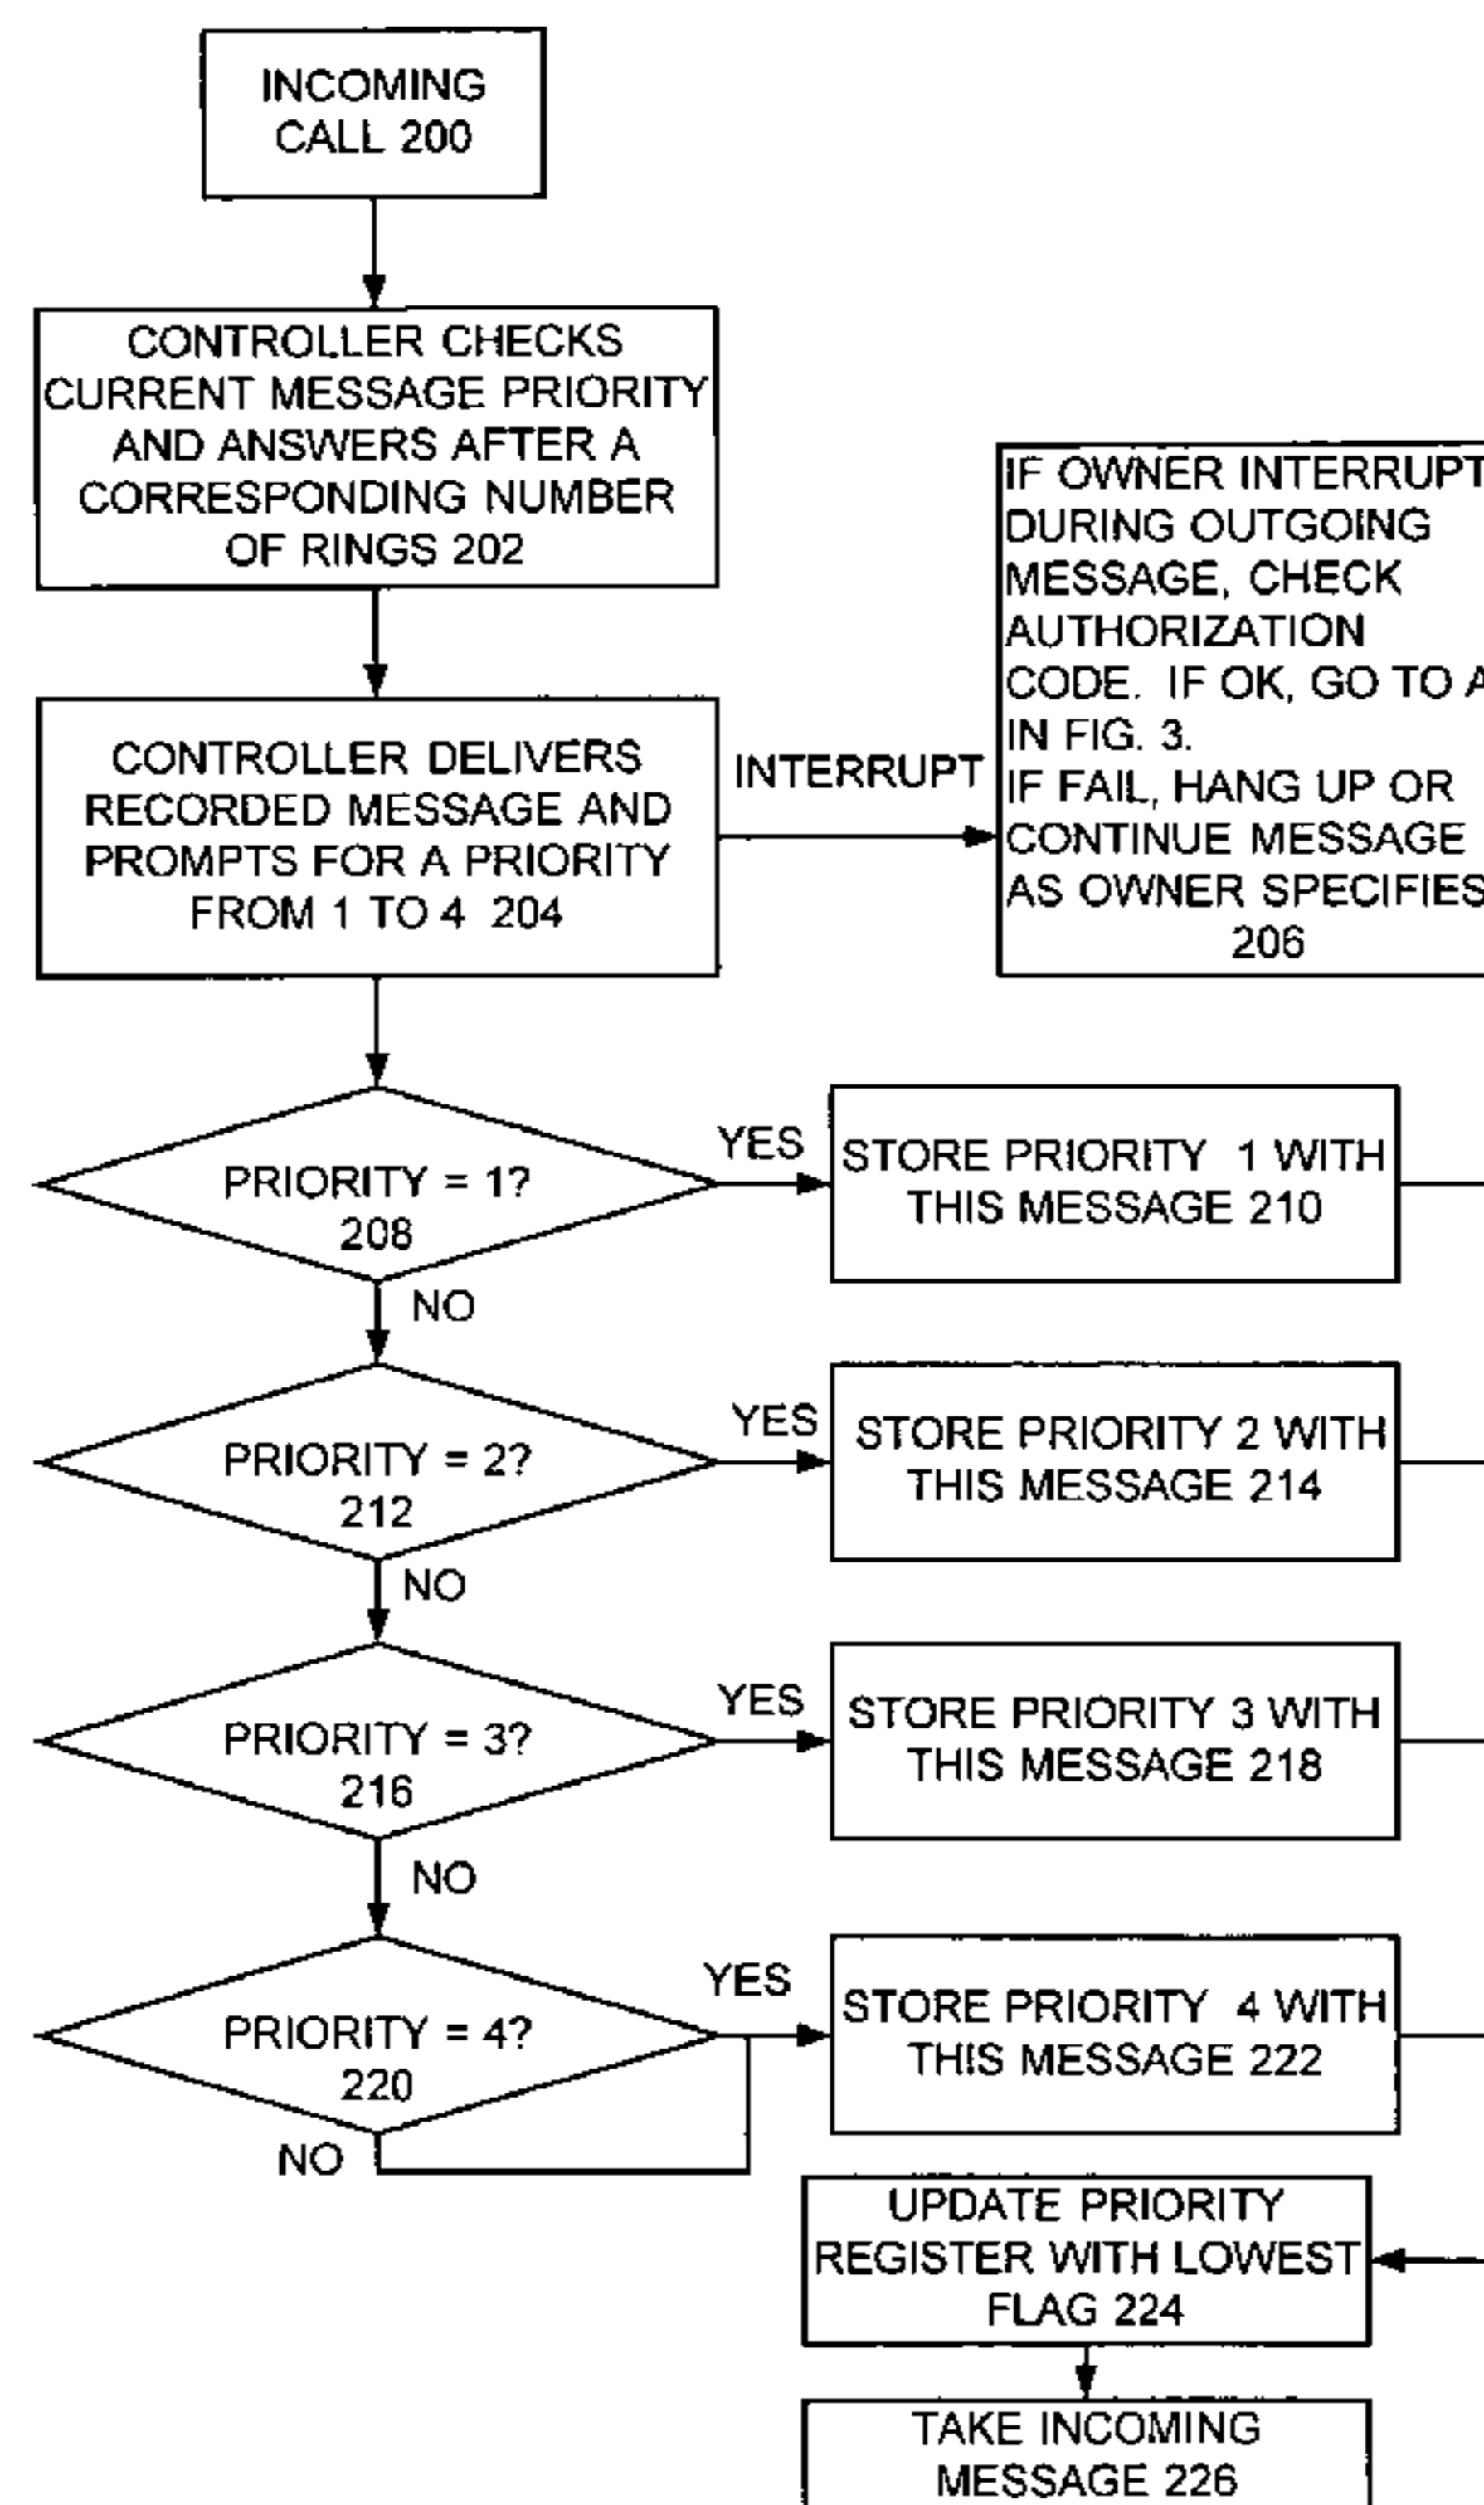 INCOMING
CALL 200
CONTROLLER CHECKS
CURRENT MESSAGE PRIORITY
AND ANSWERS AFTER A
CORRESPONDING NUMBER
OF RINGS 202
CONTROLLER DELIVERS
RECORDED MESSAGE AND
PROMPTS FOR A PRIORITY
FROM 1 TO 4 204
INTERRUPT
IF OWNER INTERRUPT
DURING OUTGOING
MESSAGE, CHECK
AUTHORIZATION
CODE. IF OK, GO TO A
IN FIG. 3.
IF FAIL, HANG UP OR
CONTINUE MESSAGE
AS OWNER SPECIFIES
206
PRIORITY = 1?
208
YES
STORE PRIORITY 1 WITH
THIS MESSAGE 210
NO
PRIORITY = 2?
212
YES
STORE PRIORITY 2 WITH
THIS MESSAGE 214
NO
PRIORITY = 3?
216
YES
STORE PRIORITY 3 WITH
THIS MESSAGE 218
NO
PRIORITY = 4?
220
YES
STORE PRIORITY 4 WITH
THIS MESSAGE 222
NO
UPDATE PRIORITY
REGISTER WITH LOWEST
FLAG 224
TAKE INCOMING
MESSAGE 226